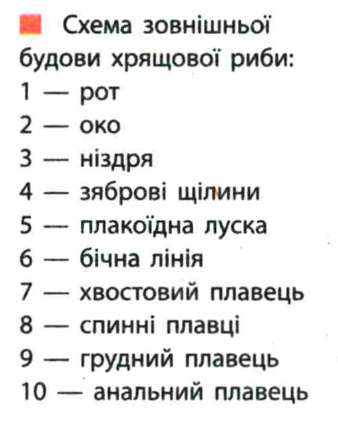 Схема зовнішньої
будови хрящової риби:
1 — рот
2 — око
3 — ніздря
4 — зяброві щілини
5 — плакоїдна луска
6 — бічна лінія
7 — хвостовий плавець
8 — спинні плавці
9 — грудний плавець
10 — анальний плавець